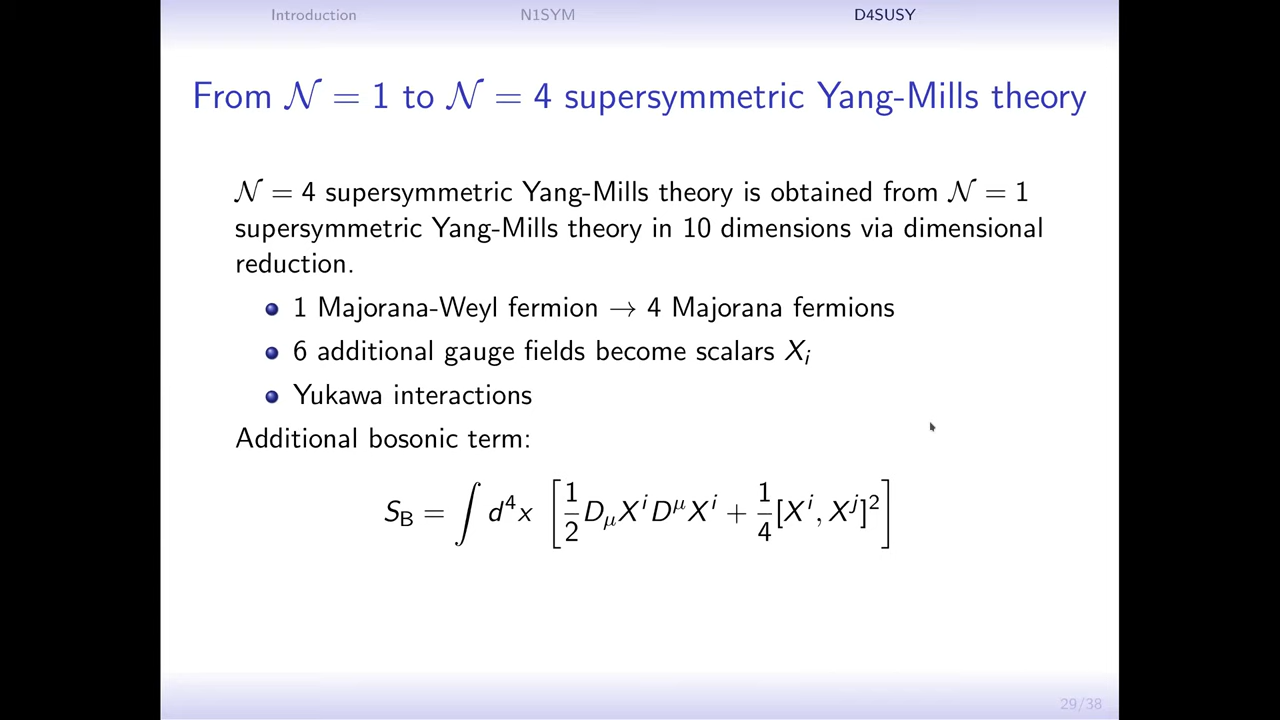 Introduction N1SYM D4SUSY
From 𝒩 = 1 to 𝒩 = 4 supersymmetric Yang-Mills theory
𝒩 = 4 supersymmetric Yang-Mills theory is obtained from 𝒩 = 1
supersymmetric Yang-Mills theory in 10 dimensions via dimensional
reduction.
1 Majorana-Weyl fermion → 4 Majorana fermions
6 additional gauge fields become scalars X_i
Yukawa interactions
Additional bosonic term:
S_B = ∫ d⁴x [ 1/2 D_μ X^i D^μ X^i + 1/4 [X^i, X^j]² ]
29/38